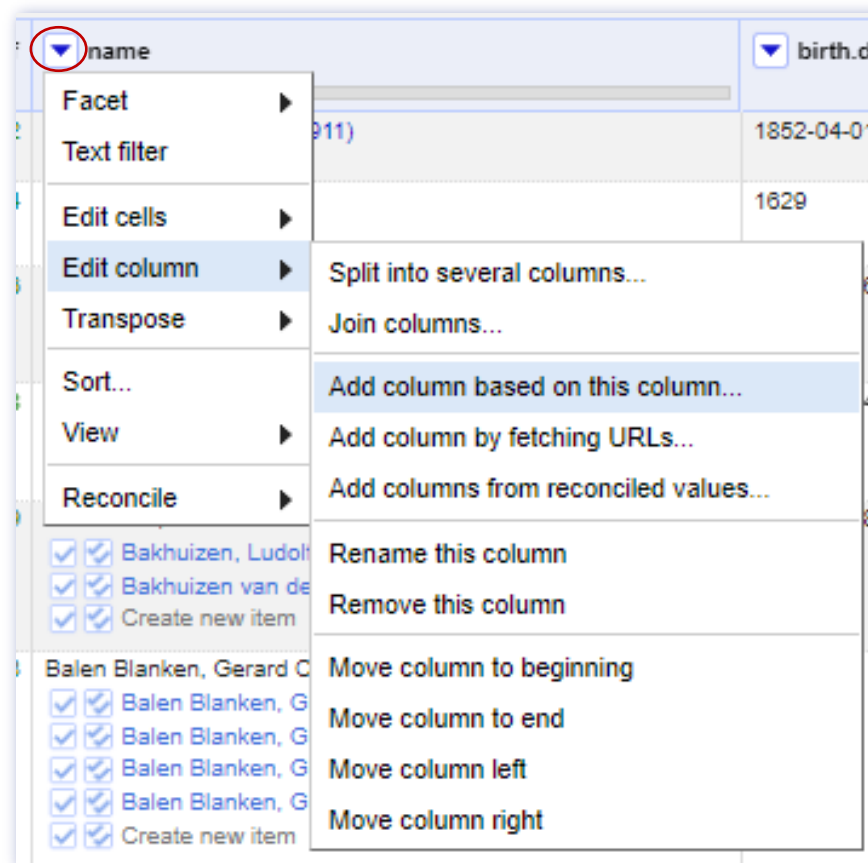 name
birth.d
Facet
911)
1852-04-01
Text filter
1629
Edit cells
Edit column
Transpose
Sort...
View
Reconcile
Split into several columns...
Join columns...
Add column based on this column...
Add column by fetching URLs...
Add columns from reconciled values...
Rename this column
Remove this column
Move column to beginning
Move column to end
Move column left
Move column right
Bakhuizen, Ludolf
Bakhuizen van de
Create new item
Balen Blanken, Gerard C
Balen Blanken, G
Balen Blanken, G
Balen Blanken, G
Balen Blanken, G
Create new item